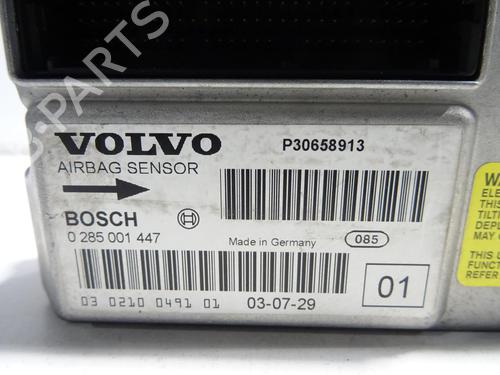 VOLVO P30658913
AIRBAG SENSOR
BOSCH
0 285 001 447 Made in Germany 085
03 0210 0491 01 03-07-29 01
B-PARTS
ELE
THIS
TILTI
DEPL
MAY C
THIS U
FUNCT
REFER